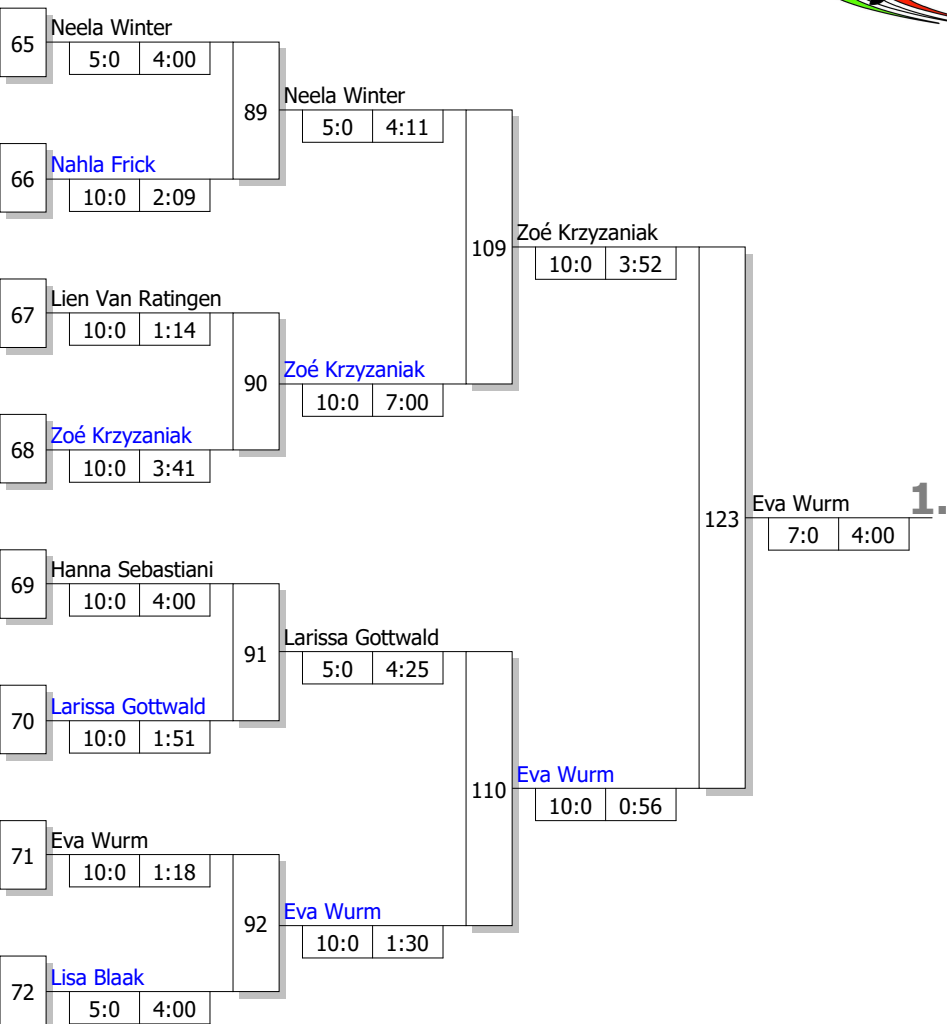 65 Neela Winter
5:0 4:00
89 Neela Winter
5:0 4:11
66 Nahla Frick
10:0 2:09
109 Zoé Krzyzaniak
10:0 3:52
67 Lien Van Ratingen
10:0 1:14
90 Zoé Krzyzaniak
10:0 7:00
68 Zoé Krzyzaniak
10:0 3:41
123 Eva Wurm 1.
7:0 4:00
69 Hanna Sebastiani
10:0 4:00
91 Larissa Gottwald
5:0 4:25
70 Larissa Gottwald
10:0 1:51
110 Eva Wurm
10:0 0:56
71 Eva Wurm
10:0 1:18
92 Eva Wurm
10:0 1:30
72 Lisa Blaak
5:0 4:00